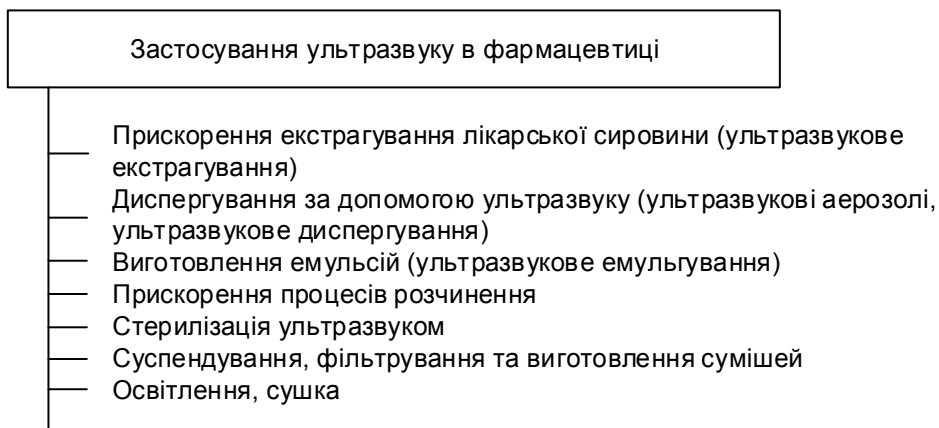 Застосування ультразвуку в фармацевтиці
Прискорення екстрагування лікарської сировини (ультразвукове
екстрагування)
Диспергування за допомогою ультразвуку (ультразвукові аерозолі,
ультразвукове диспергування)
Виготовлення емульсій (ультразвукове емульгування)
Прискорення процесів розчинення
Стерилізація ультразвуком
Суспендування, фільтрування та виготовлення сумішей
Освітлення, сушка